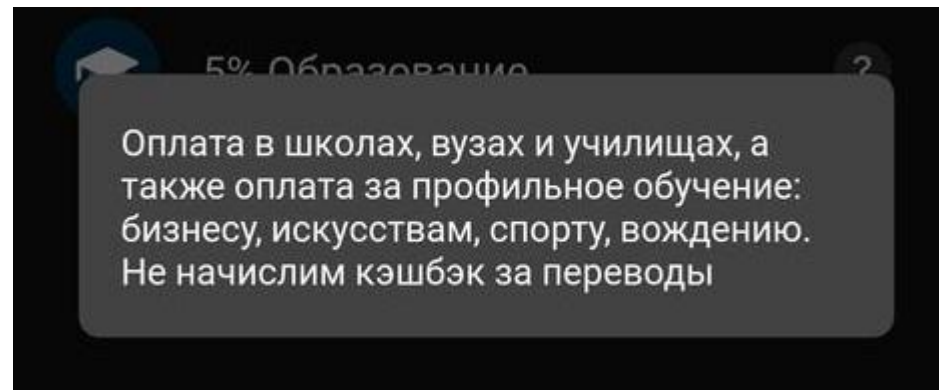 5% Образование
?
Оплата в школах, вузах и училищах, а
также оплата за профильное обучение:
бизнесу, искусствам, спорту, вождению.
Не начислим кэшбэк за переводы